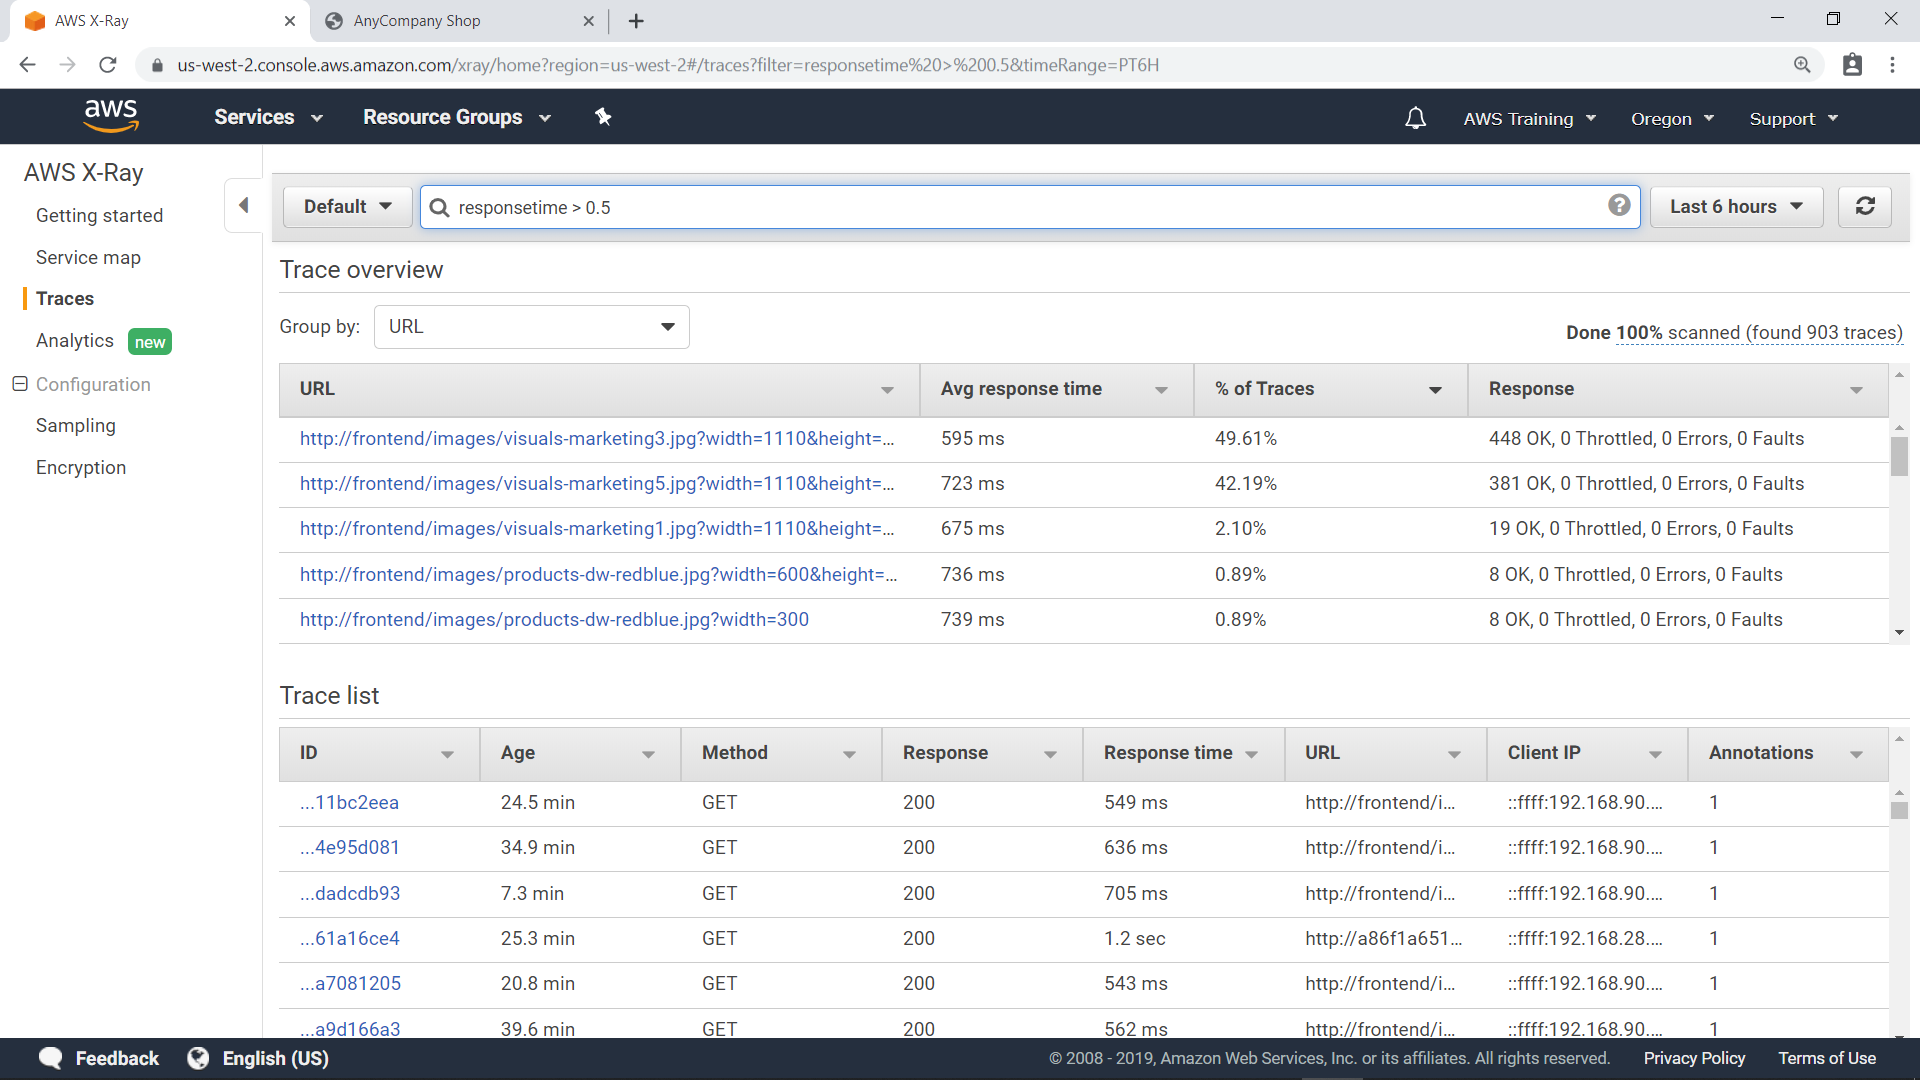 AWS X-Ray
AnyCompany Shop
us-west-2.console.aws.amazon.com/xray/home?region=us-west-2#/traces?filter=responsetime%20>%200.5&timeRange=PT6H
aws
Services
Resource Groups
AWS Training
Oregon
Support
AWS X-Ray
Getting started
Service map
Traces
Analytics new
Configuration
Sampling
Encryption
Default
responsetime > 0.5
?
Last 6 hours
Trace overview
Group by: URL
Done 100% scanned (found 903 traces)
URL Avg response time % of Traces Response
http://frontend/images/visuals-marketing3.jpg?width=1110&height=... 595 ms 49.61% 448 OK, 0 Throttled, 0 Errors, 0 Faults
http://frontend/images/visuals-marketing5.jpg?width=1110&height=... 723 ms 42.19% 381 OK, 0 Throttled, 0 Errors, 0 Faults
http://frontend/images/visuals-marketing1.jpg?width=1110&height=... 675 ms 2.10% 19 OK, 0 Throttled, 0 Errors, 0 Faults
http://frontend/images/products-dw-redblue.jpg?width=600&height=... 736 ms 0.89% 8 OK, 0 Throttled, 0 Errors, 0 Faults
http://frontend/images/products-dw-redblue.jpg?width=300 739 ms 0.89% 8 OK, 0 Throttled, 0 Errors, 0 Faults
Trace list
ID Age Method Response Response time URL Client IP Annotations
...11bc2eea 24.5 min GET 200 549 ms http://frontend/i... ::ffff:192.168.90.... 1
...4e95d081 34.9 min GET 200 636 ms http://frontend/i... ::ffff:192.168.90.... 1
...dadcdb93 7.3 min GET 200 705 ms http://frontend/i... ::ffff:192.168.90.... 1
...61a16ce4 25.3 min GET 200 1.2 sec http://a86f1a651... ::ffff:192.168.28.... 1
...a7081205 20.8 min GET 200 543 ms http://frontend/i... ::ffff:192.168.90.... 1
...a9d166a3 39.6 min GET 200 562 ms http://frontend/i... ::ffff:192.168.90.... 1
Feedback
English (US)
© 2008 - 2019, Amazon Web Services, Inc. or its affiliates. All rights reserved.
Privacy Policy
Terms of Use